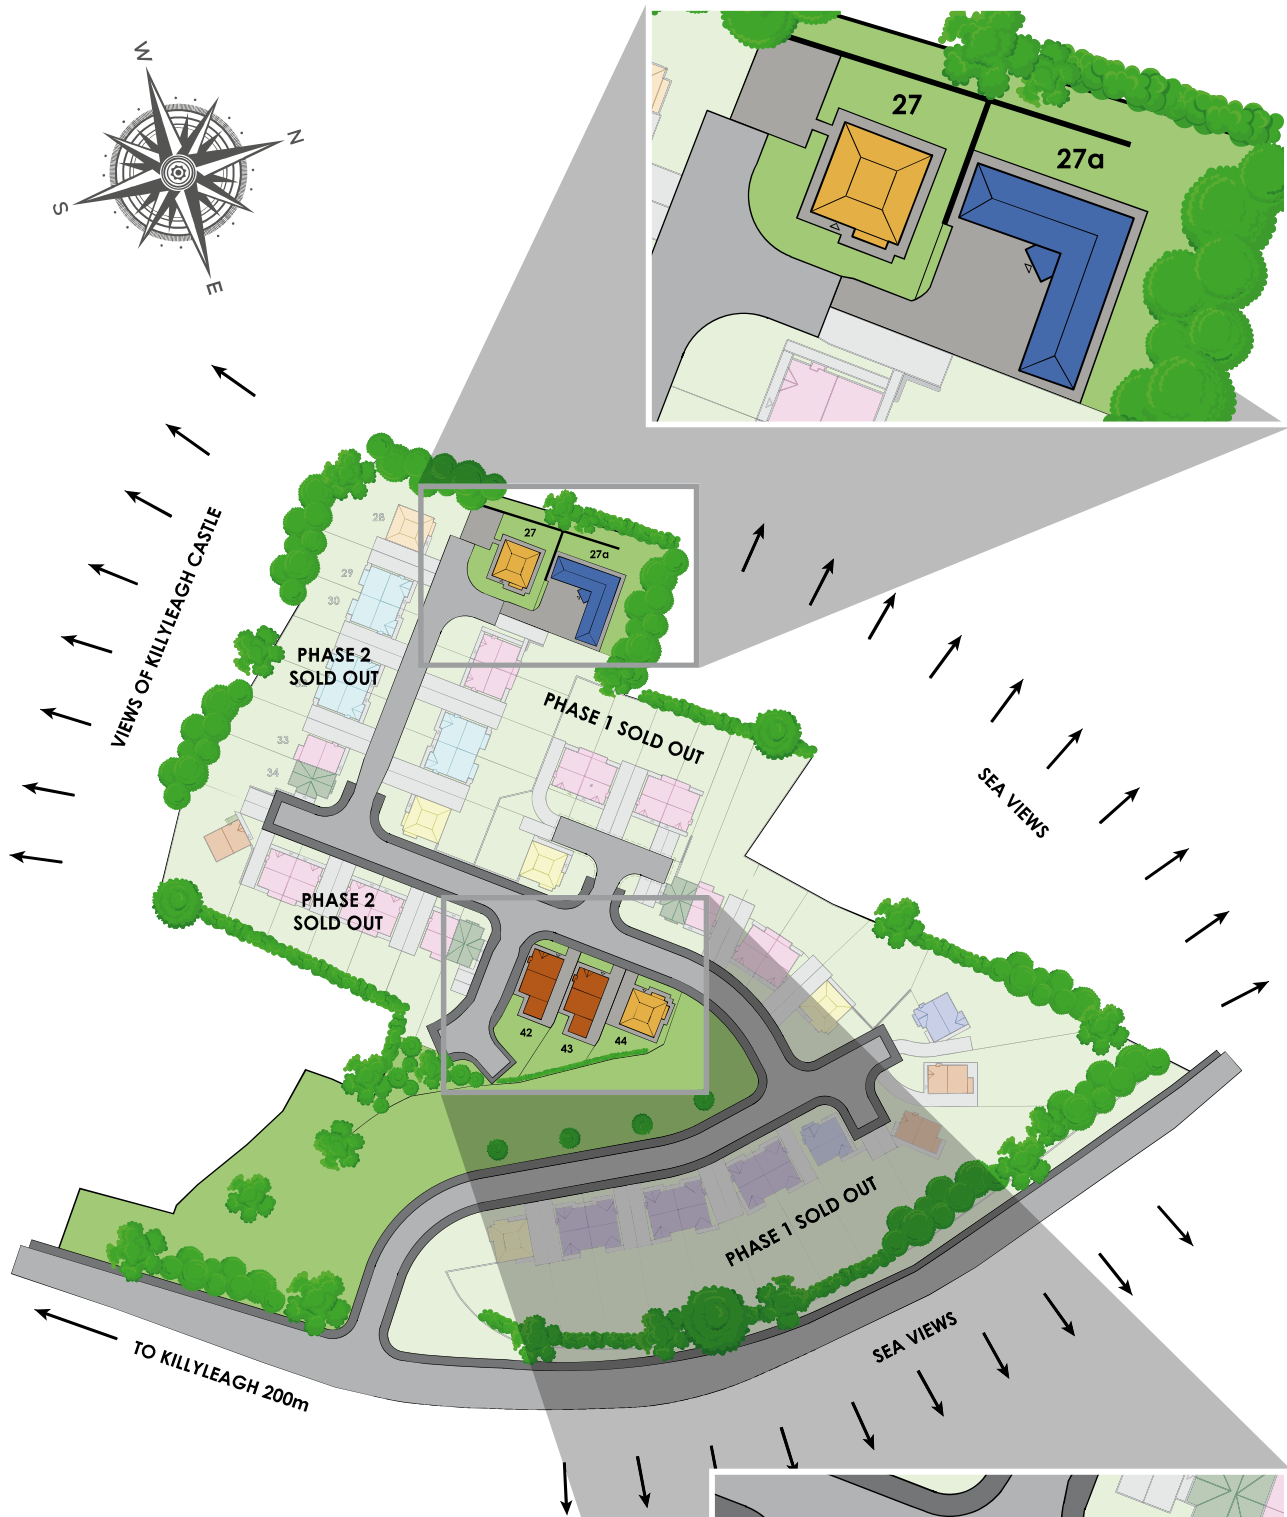 W
N
S
E
27
27a
VIEWS OF KILLYLEAGH CASTLE
28
29
30
27
27a
PHASE 2
SOLD OUT
33
34
PHASE 1 SOLD OUT
SEA VIEWS
PHASE 2
SOLD OUT
42
43
44
PHASE 1 SOLD OUT
SEA VIEWS
TO KILLYLEAGH 200m